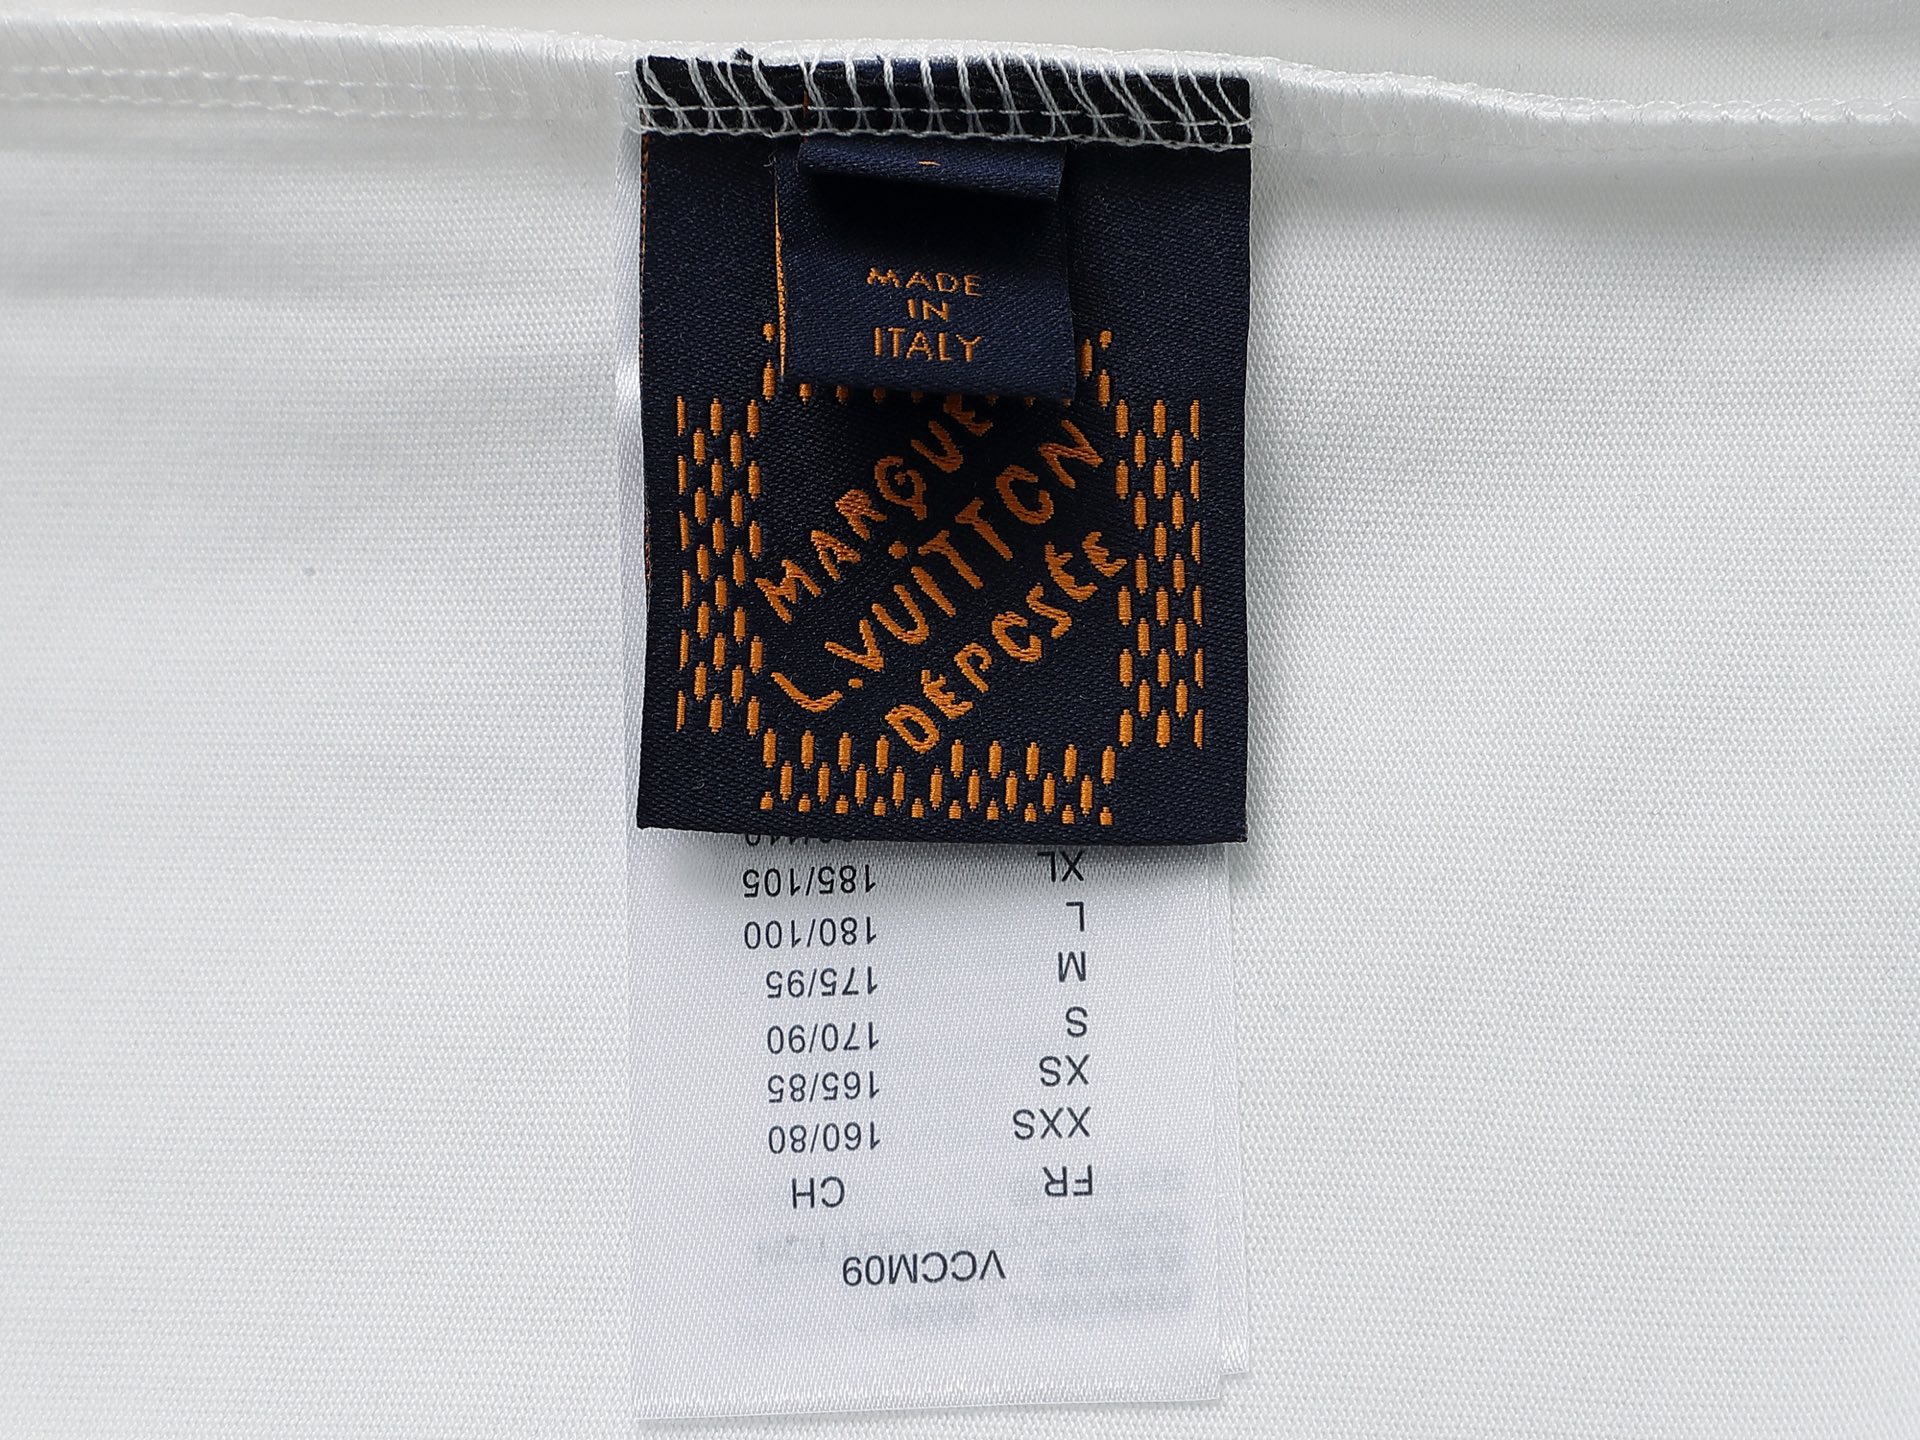 MADE
IN
ITALY
MARQUE
L.VUITTON
DÉPOSÉE
VCCM09
FR CH
XXS 160/80
XS 165/85
S 170/90
M 175/95
L 180/100
XL 185/105